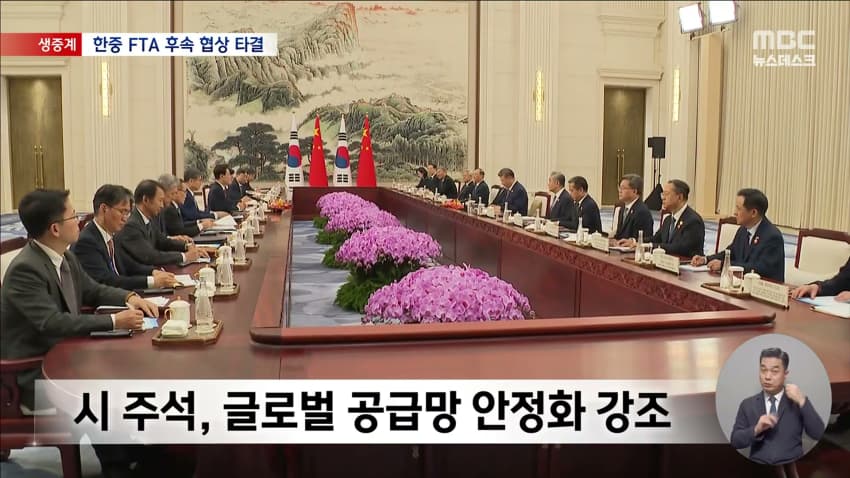 생중계 한중 FTA 후속 협상 타결
MBC
뉴스데스크
시 주석, 글로벌 공급망 안정화 강조